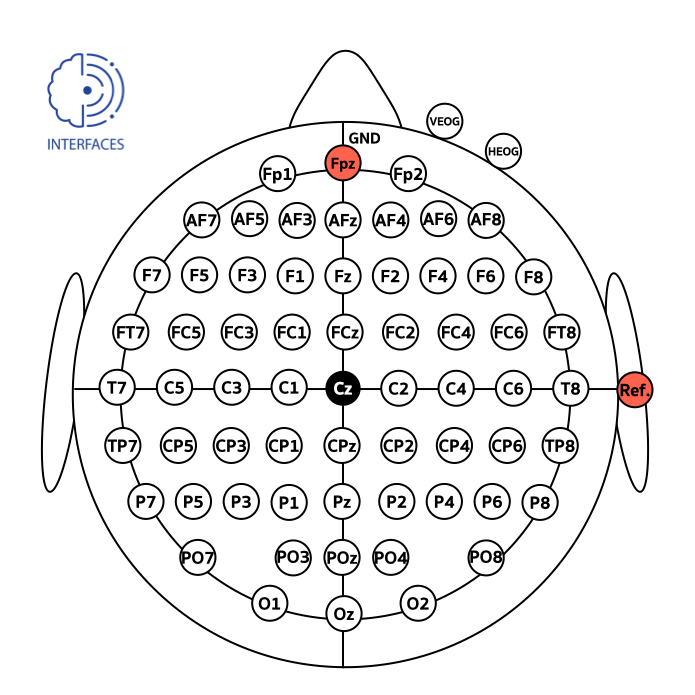 INTERFACES
VEOG
GND
HEOG
Fpz
Fp1 Fp2
AF7 AF5 AF3 AFz AF4 AF6 AF8
F7 F5 F3 F1 Fz F2 F4 F6 F8
FT7 FC5 FC3 FC1 FCz FC2 FC4 FC6 FT8
T7 C5 C3 C1 Cz C2 C4 C6 T8 Ref.
TP7 CP5 CP3 CP1 CPz CP2 CP4 CP6 TP8
P7 P5 P3 P1 Pz P2 P4 P6 P8
PO7 PO3 POz PO4 PO8
O1 Oz O2